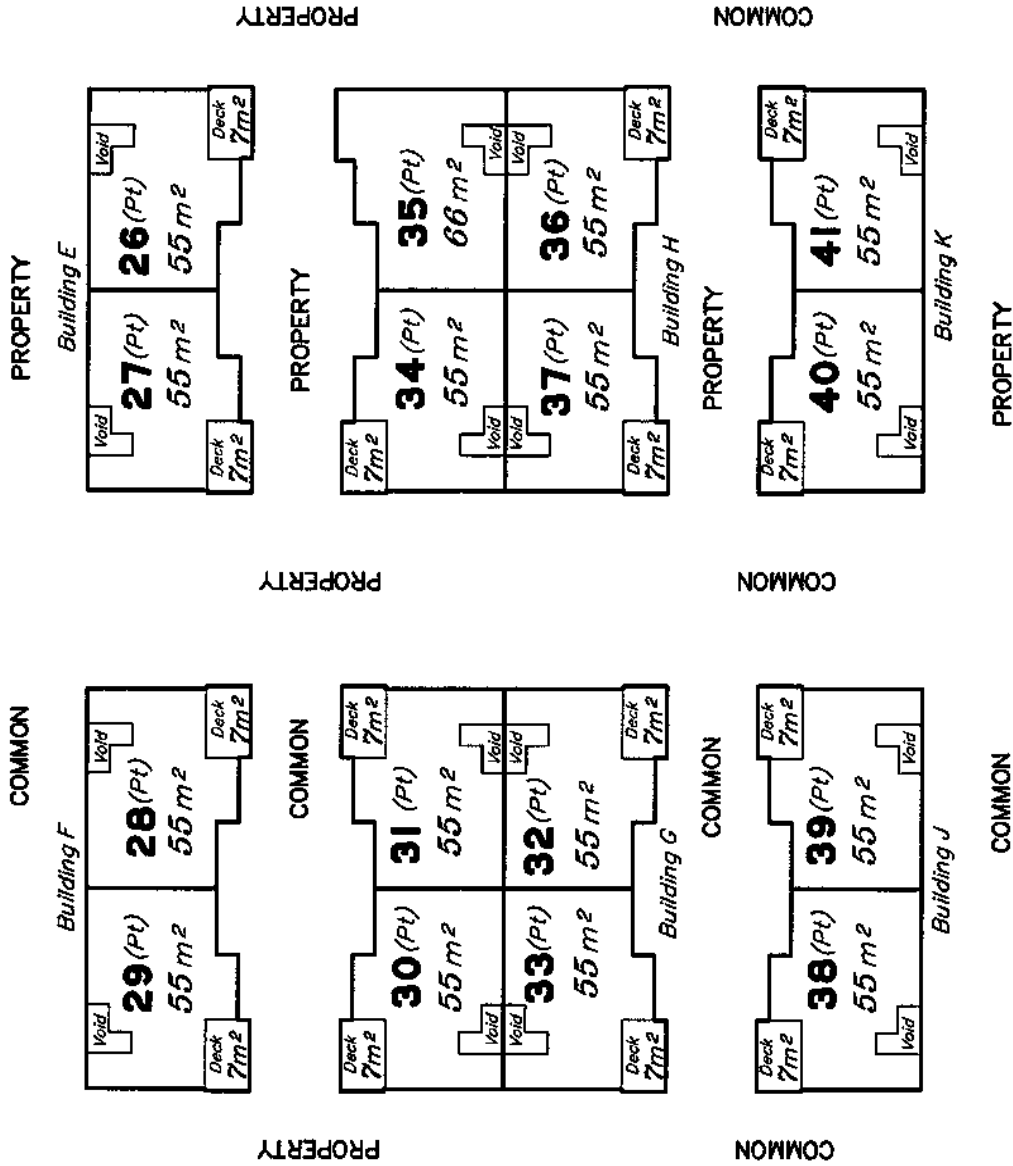 COMMON PROPERTY
Building F
Void
29(Pt)
55m²
Deck
7m²
Void
28(Pt)
55m²
Deck
7m²
Building E
Void
27(Pt)
55m²
Deck
7m²
Void
26(Pt)
55m²
Deck
7m²
PROPERTY
PROPERTY
PROPERTY
COMMON PROPERTY
Deck
7m²
30(Pt)
55m²
Void
Deck
7m²
31(Pt)
55m²
Void
Void
33(Pt)
55m²
Deck
7m²
Void
32(Pt)
55m²
Deck
7m²
Building G
Deck
7m²
34(Pt)
55m²
Void
35(Pt)
66m²
Void
Void
37(Pt)
55m²
Deck
7m²
Void
36(Pt)
55m²
Deck
7m²
Building H
COMMON PROPERTY
COMMON
COMMON
COMMON
Deck
7m²
38(Pt)
55m²
Void
Deck
7m²
39(Pt)
55m²
Void
Building J
Deck
7m²
40(Pt)
55m²
Void
Deck
7m²
41(Pt)
55m²
Void
Building K
COMMON PROPERTY